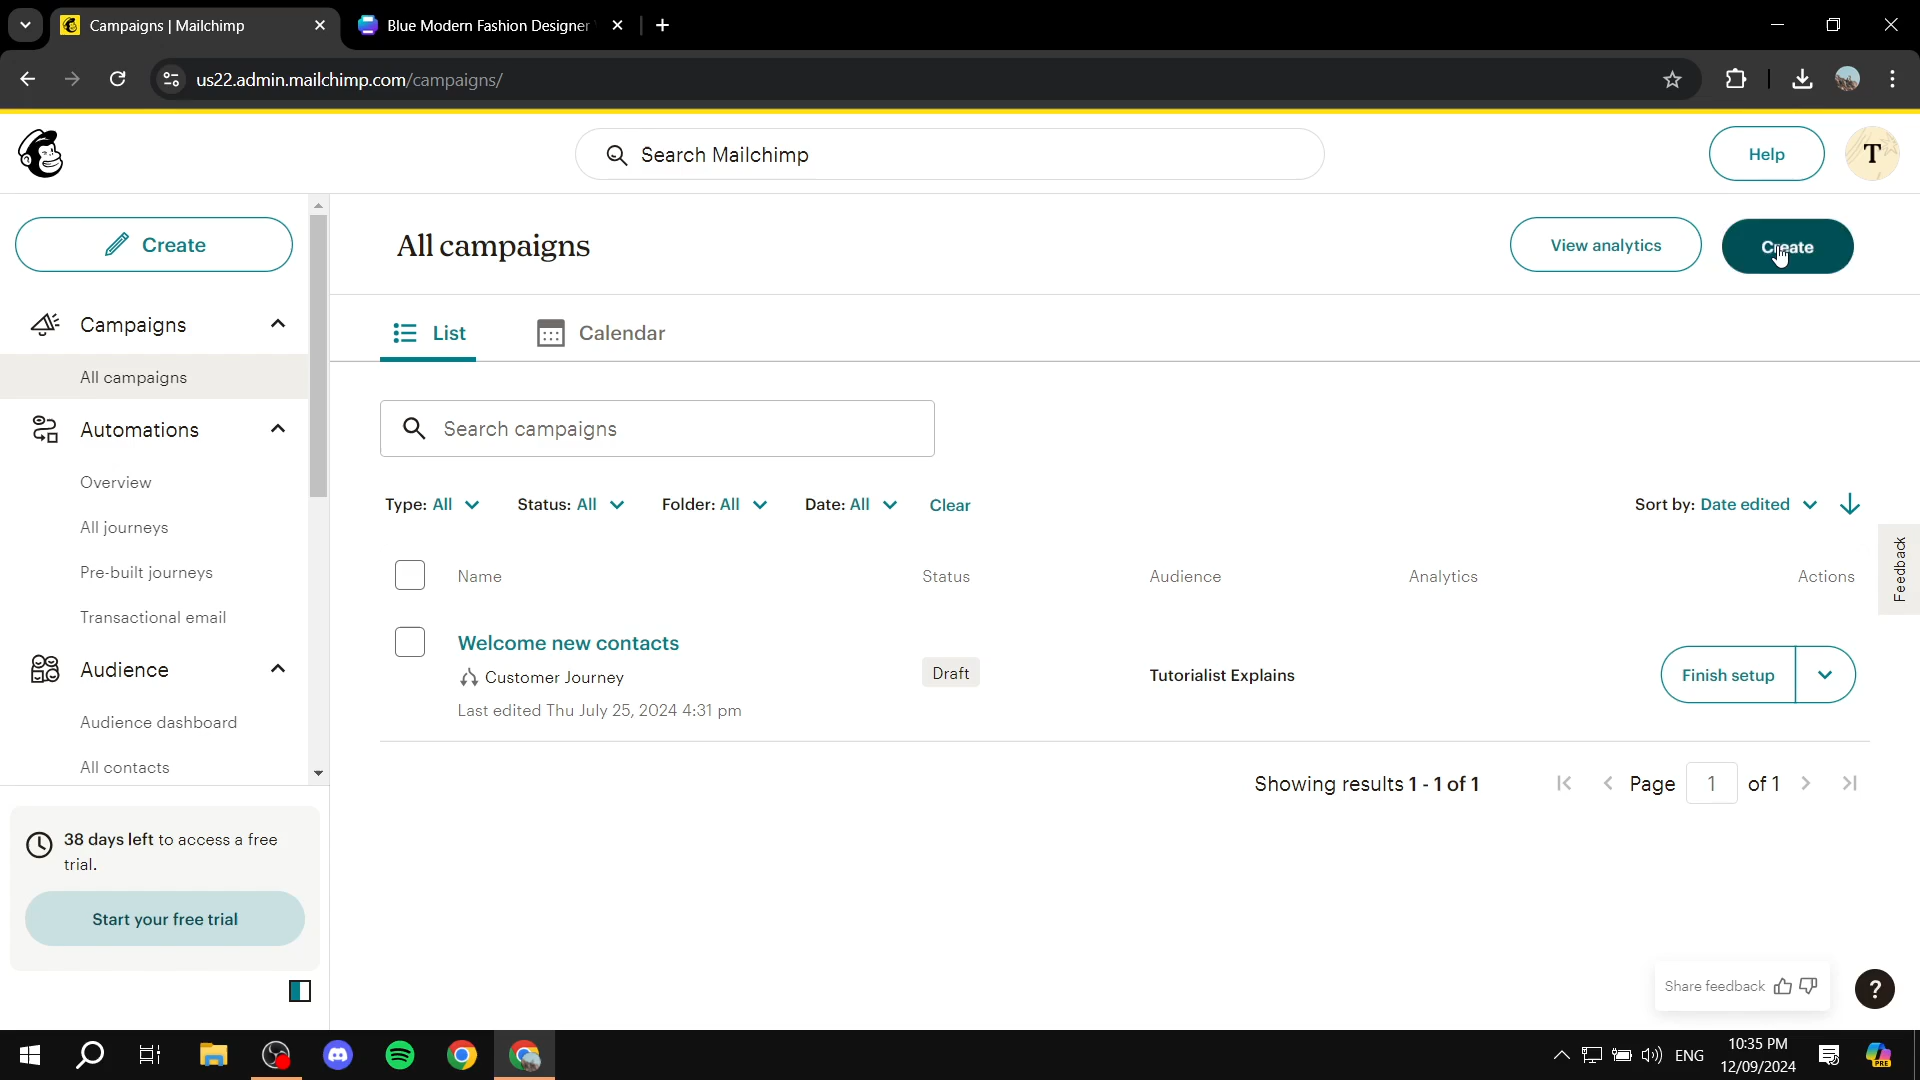 Campaigns | Mailchimp
Blue Modern Fashion Designer
us22.admin.mailchimp.com/campaigns/
Search Mailchimp
Help
T
Create
All campaigns
View analytics
Create
Campaigns
List
Calendar
All campaigns
Search campaigns
Automations
Overview
Type: All
Status: All
Folder: All
Date: All
Clear
Sort by: Date edited
All journeys
Feedback
Pre-built journeys
Name
Status
Audience
Analytics
Actions
Transactional email
Welcome new contacts
Audience
Customer Journey
Draft
Tutorialist Explains
Finish setup
Last edited Thu July 25, 2024 4:31 pm
Audience dashboard
All contacts
Showing results 1 - 1 of 1
Page 1 of 1
38 days left to access a free
trial.
Start your free trial
Share feedback
?
ENG
10:35 PM
12/09/2024
PRE